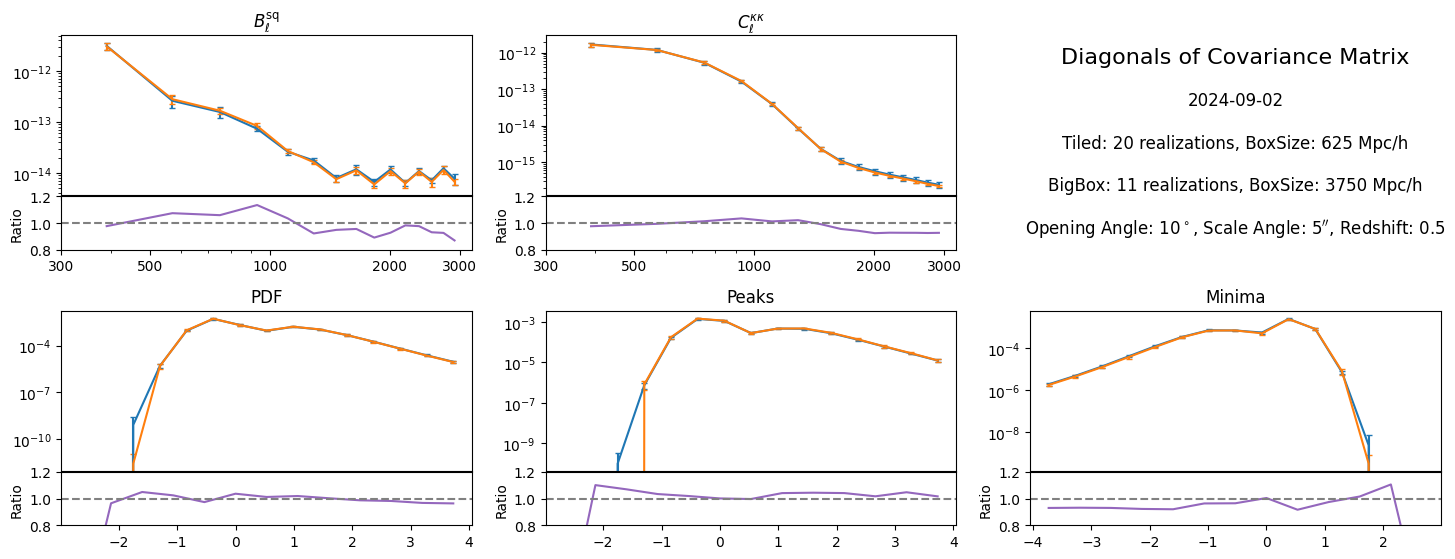 B_ℓ^sq
10^−12
10^−13
10^−14
1.2
1.0
0.8
Ratio
300 500 1000 2000 3000
C_ℓ^κκ
10^−12
10^−13
10^−14
10^−15
1.2
1.0
0.8
Ratio
300 500 1000 2000 3000
Diagonals of Covariance Matrix
2024-09-02
Tiled: 20 realizations, BoxSize: 625 Mpc/h
BigBox: 11 realizations, BoxSize: 3750 Mpc/h
Opening Angle: 10°, Scale Angle: 5″, Redshift: 0.5
PDF
10^−4
10^−7
10^−10
1.2
1.0
0.8
Ratio
−2 −1 0 1 2 3 4
Peaks
10^−3
10^−5
10^−7
10^−9
1.2
1.0
0.8
Ratio
−2 −1 0 1 2 3 4
Minima
10^−4
10^−6
10^−8
1.2
1.0
0.8
Ratio
−4 −3 −2 −1 0 1 2